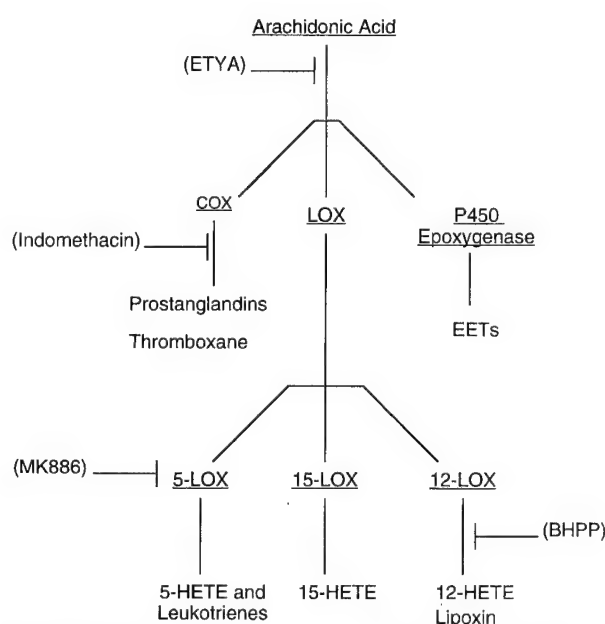 Arachidonic Acid
(ETYA)
COX
LOX
P450
Epoxygenase
(Indomethacin)
Prostanglandins
Thromboxane
EETs
(MK886)
5-LOX
15-LOX
12-LOX
(BHPP)
5-HETE and
Leukotrienes
15-HETE
12-HETE
Lipoxin